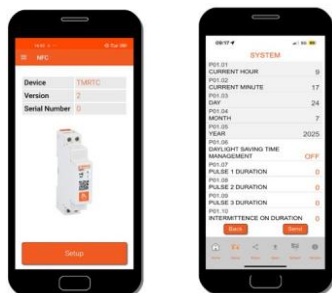 NFC
Device TMRTC
Version 2
Serial Number 0
Setup
09:17
SYSTEM
P01.01
CURRENT HOUR 9
P01.02
CURRENT MINUTE 17
P01.03
DAY 24
P01.04
MONTH 7
P01.05
YEAR 2025
P01.06
DAYLIGHT SAVING TIME
MANAGEMENT OFF
P01.07
PULSE 1 DURATION 0
P01.08
PULSE 2 DURATION 0
P01.09
PULSE 3 DURATION 0
P01.10
INTERMITTENCE ON DURATION 0
Back Send